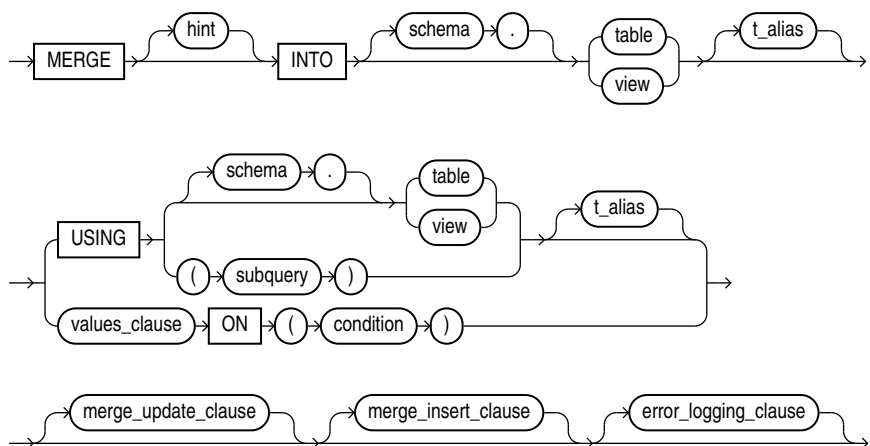 hint schema . table t_alias
MERGE INTO
view
schema . table
t_alias
USING view
( subquery )
values_clause ON ( condition )
merge_update_clause merge_insert_clause error_logging_clause